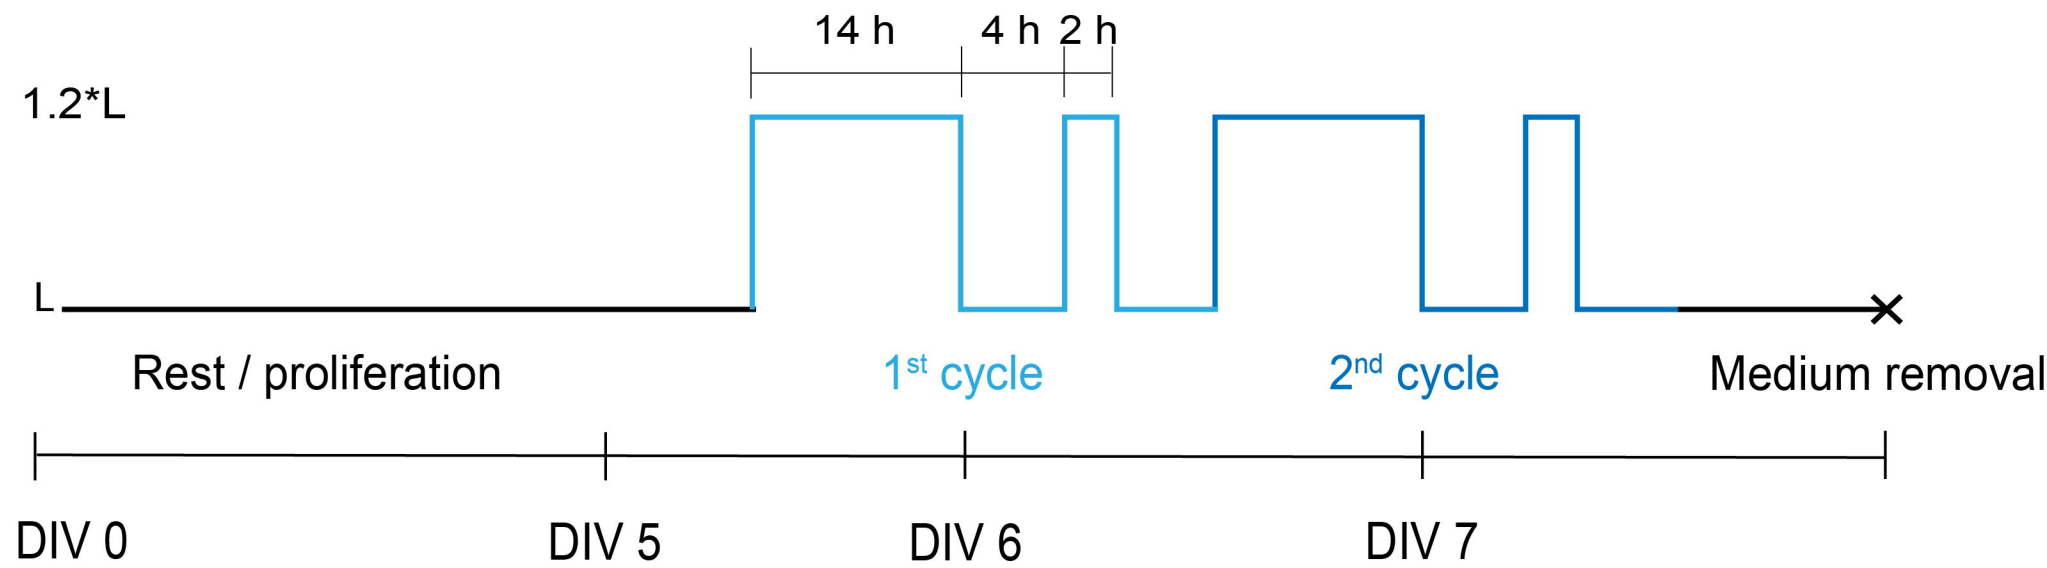 14 h 4 h 2 h
1.2*L
L
Rest / proliferation 1st cycle 2nd cycle Medium removal
DIV 0 DIV 5 DIV 6 DIV 7